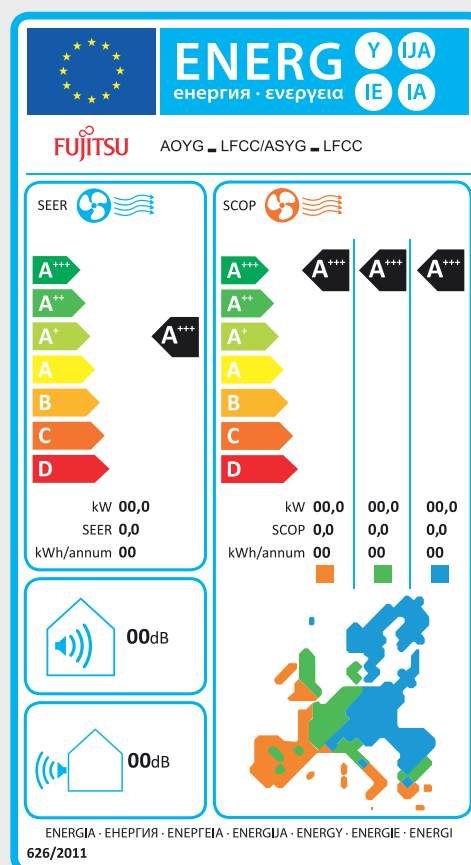 ENERG
енергия · ενεργεια
Y IJA
IE IA
FUJITSU
AOYG _ LFCC/ASYG _ LFCC
SEER
A+++
A++
A+
A
B
C
D
A+++
kW 00,0
SEER 0,0
kWh/annum 00
SCOP
A+++
A++
A+
A
B
C
D
A+++ A+++ A+++
kW 00,0 00,0 00,0
SCOP 0,0 0,0 0,0
kWh/annum 00 00 00
00dB
00dB
ENERGIA · ЕНЕРГИЯ · ΕΝΕΡΓΕΙΑ · ENERGIJA · ENERGY · ENERGIE · ENERGI
626/2011